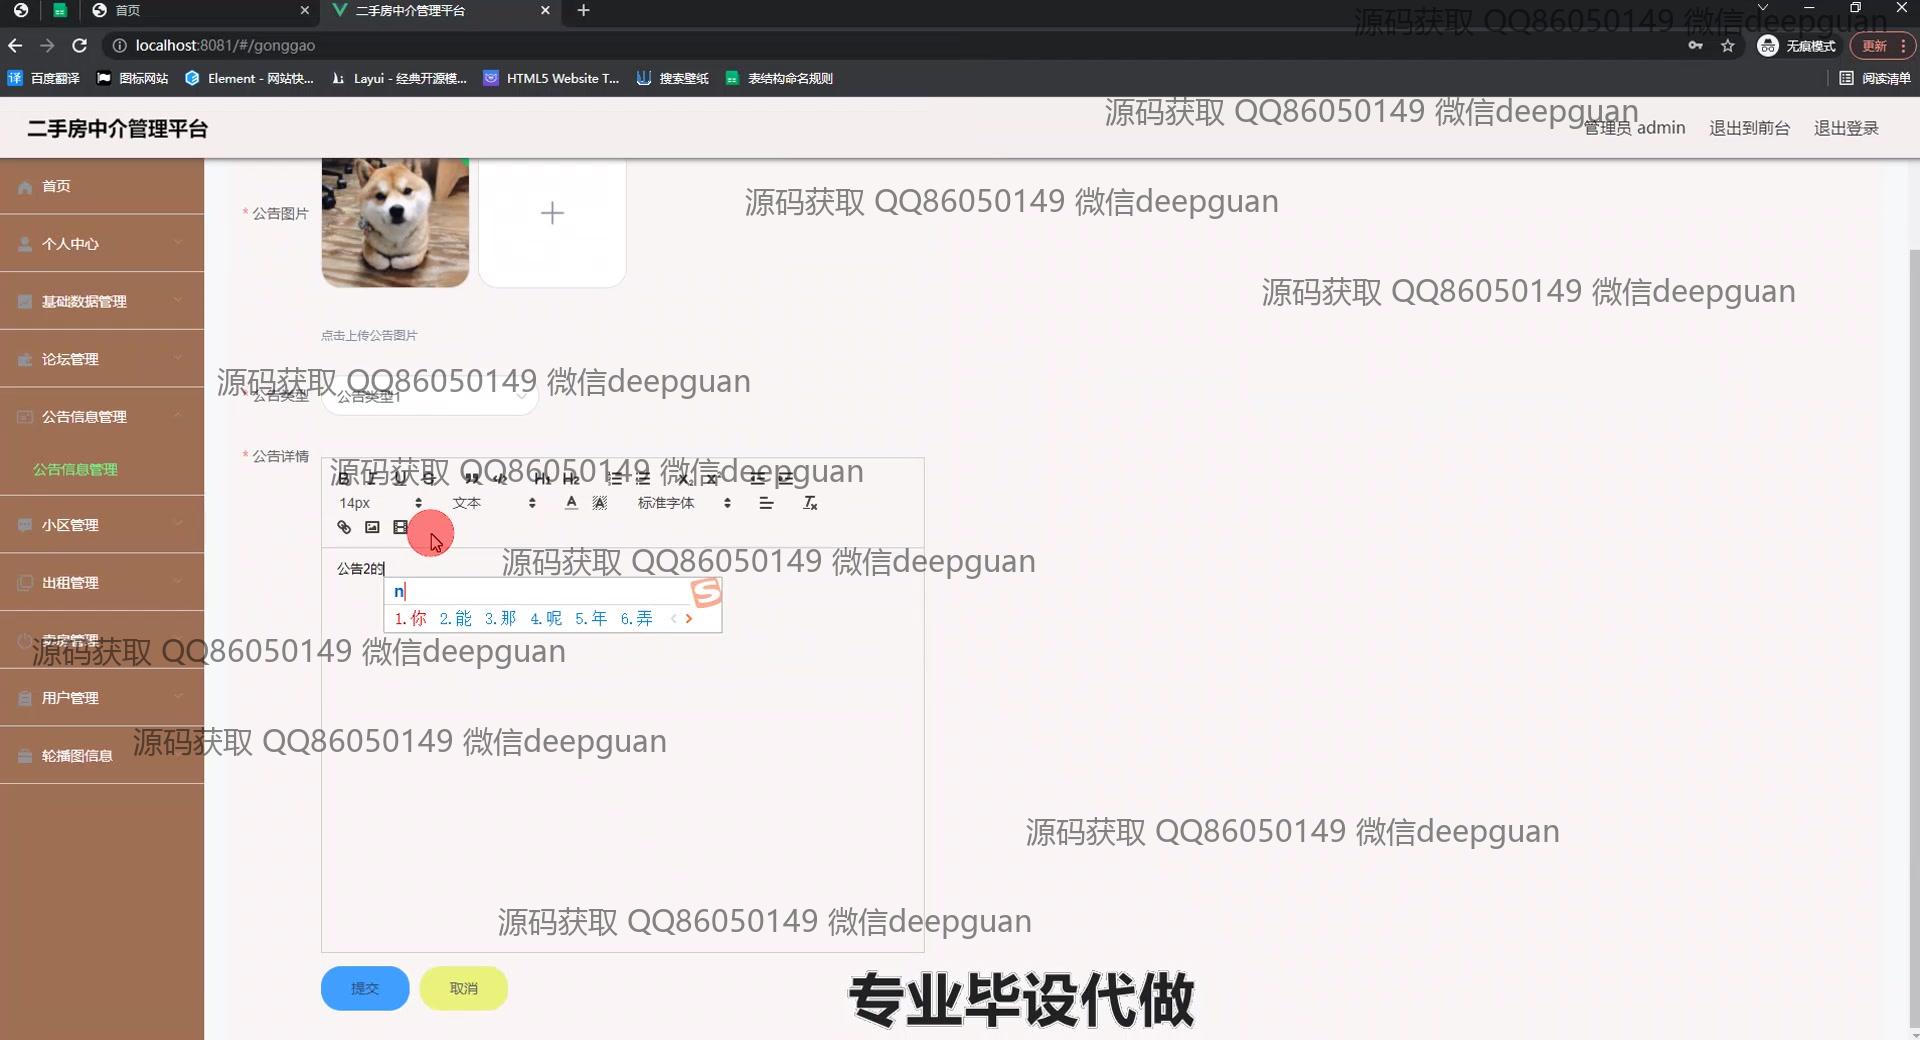 首页
二手房中介管理平台
源码获取 QQ86050149 微信deepguan
localhost:8081/#/gonggao
无痕模式
更新
百度翻译
图标网站
Element - 网站快...
Layui - 经典开源模...
HTML5 Website T...
搜索壁纸
表结构命名规则
阅读清单
二手房中介管理平台
源码获取 QQ86050149 微信deepguan
管理员 admin
退出到前台
退出登录
首页
个人中心
基础数据管理
论坛管理
公告信息管理
公告信息管理
小区管理
出租管理
卖房管理
用户管理
轮播图信息
源码获取 QQ86050149 微信deepguan
* 公告图片
源码获取 QQ86050149 微信deepguan
点击上传公告图片
源码获取 QQ86050149 微信deepguan
* 公告类型
公告类型1
* 公告详情
源码获取 QQ86050149 微信deepguan
14px
文本
标准字体
源码获取 QQ86050149 微信deepguan
公告2的
n
1.你 2.能 3.那 4.呢 5.年 6.弄
源码获取 QQ86050149 微信deepguan
源码获取 QQ86050149 微信deepguan
源码获取 QQ86050149 微信deepguan
源码获取 QQ86050149 微信deepguan
提交
取消
专业毕设代做